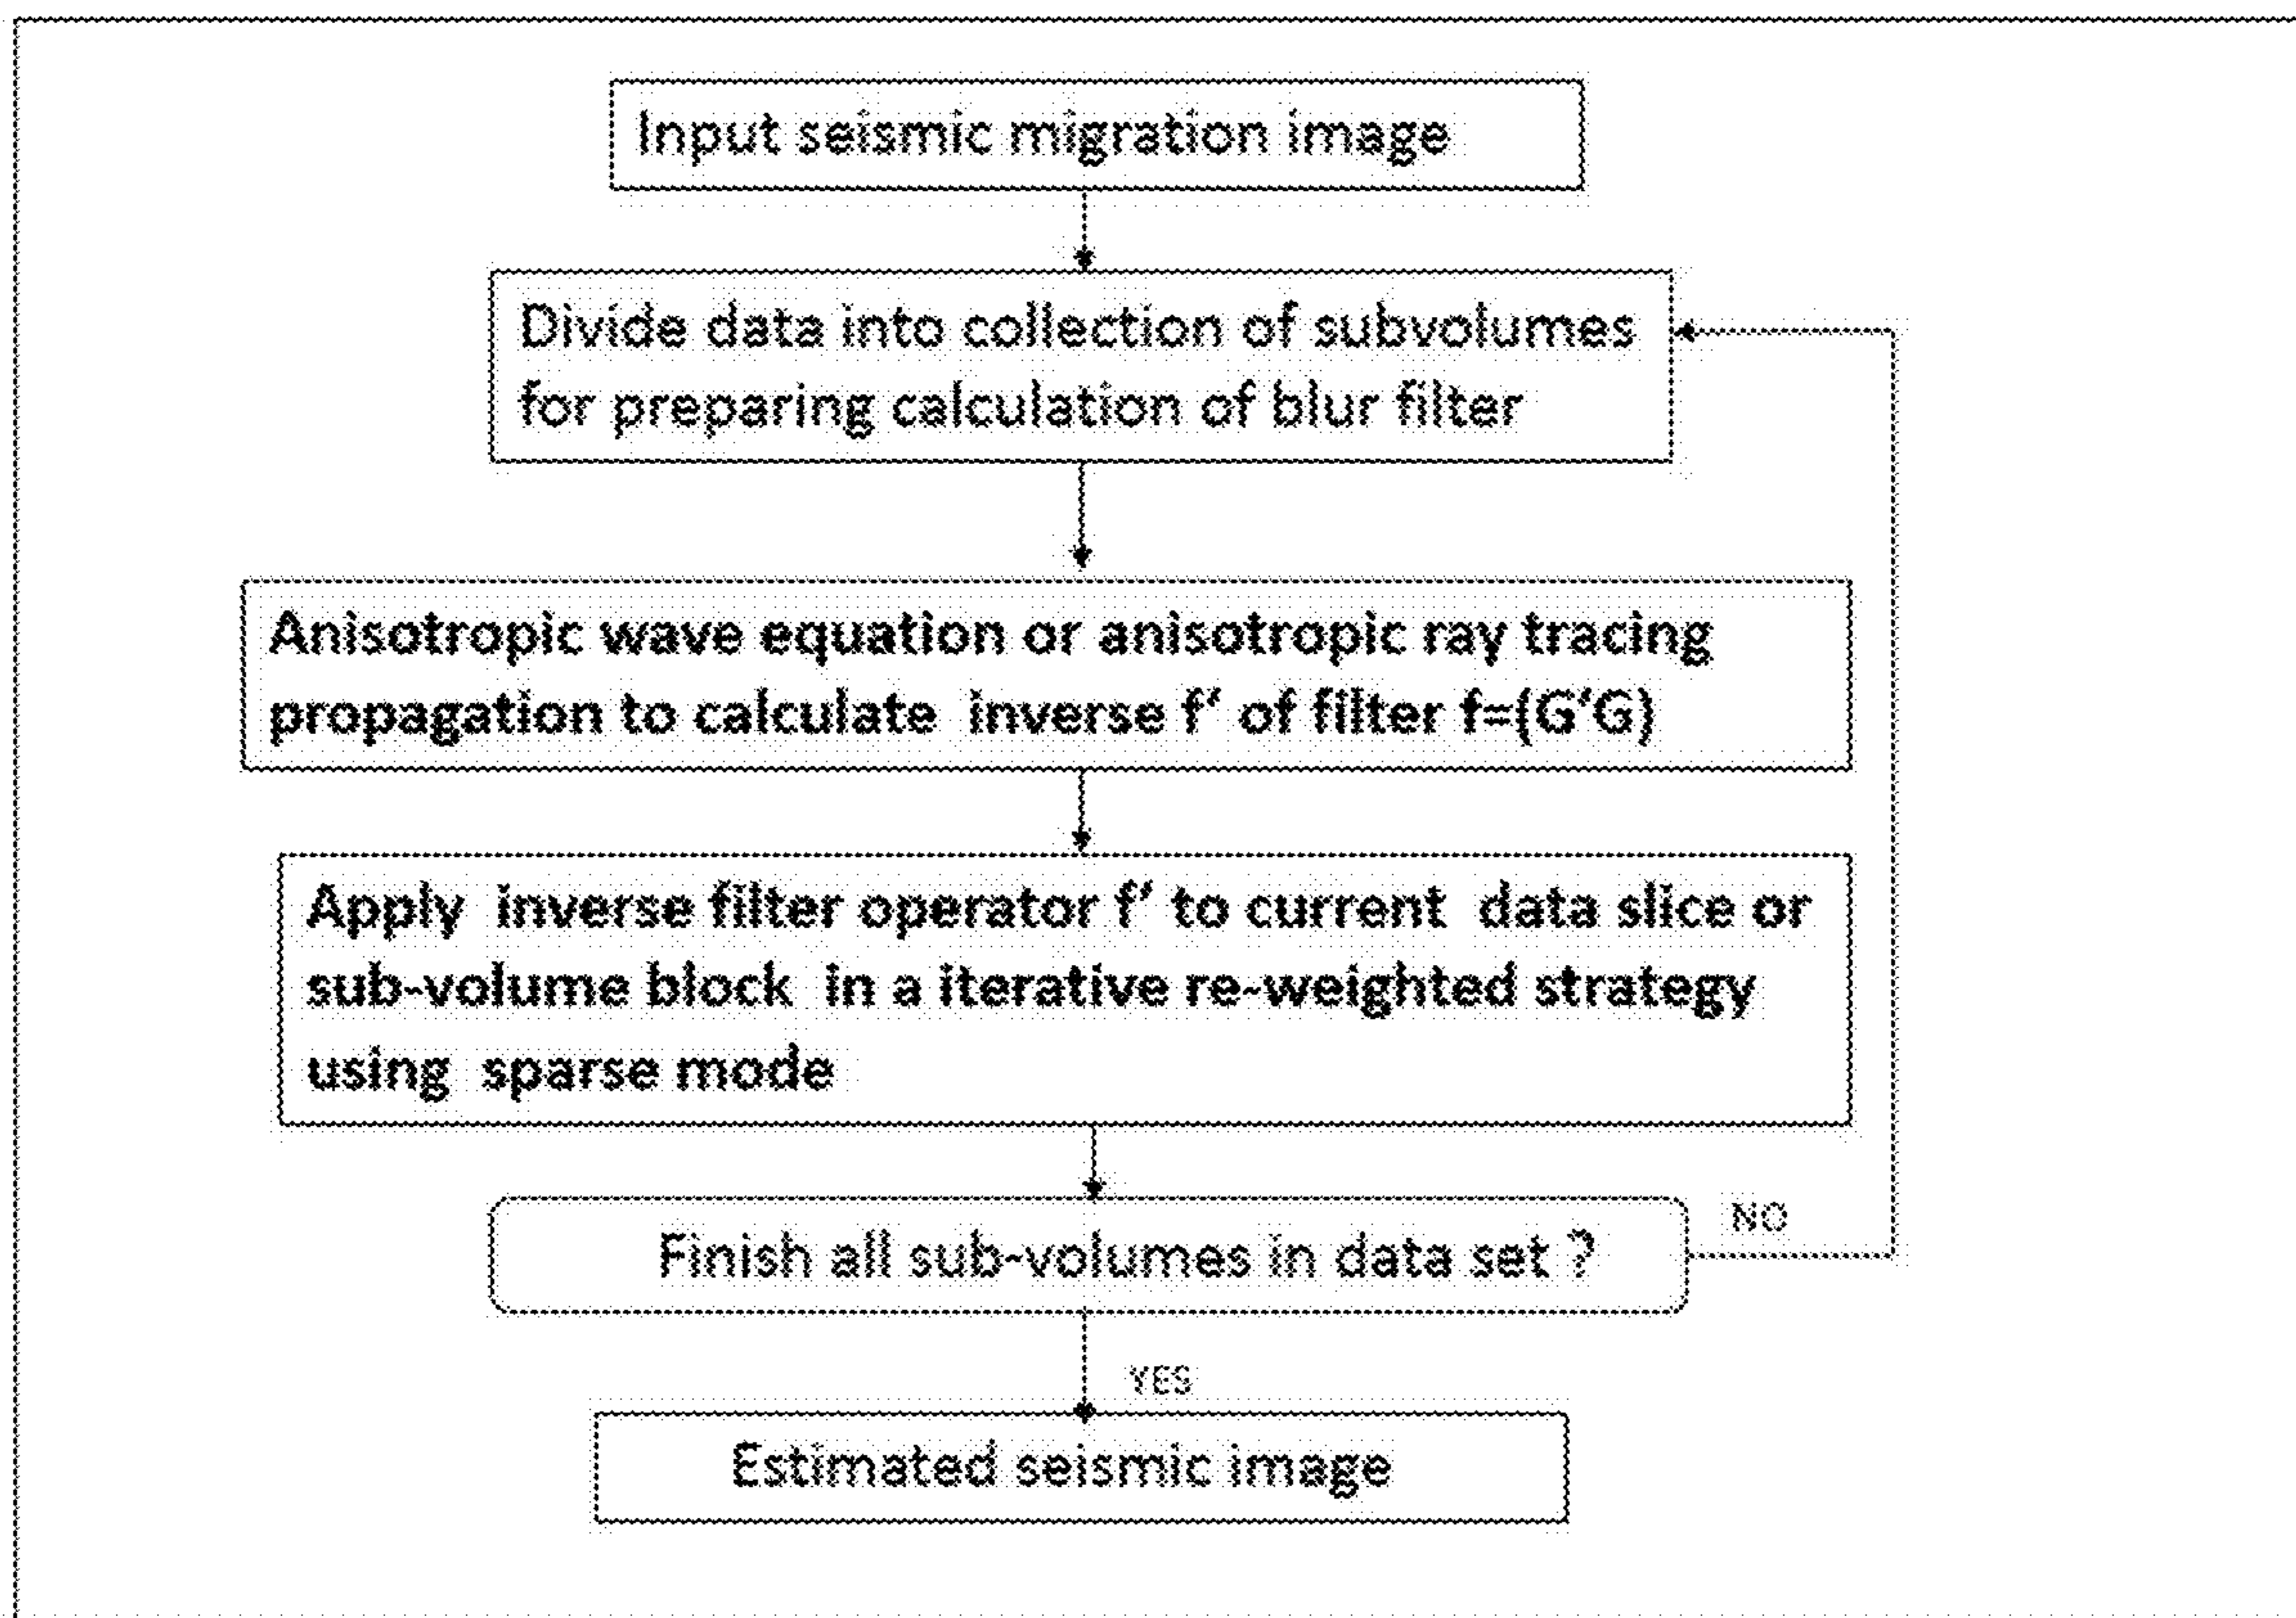 Input seismic migration image
Divide data into collection of subvolumes
for preparing calculation of blur filter
Anisotropic wave equation or anisotropic ray tracing
propagation to calculate inverse f‘ of filter f=(G’G)
Apply inverse filter operator f’ to current data slice or
sub-volume block in a iterative re-weighted strategy
using sparse mode
Finish all sub-volumes in data set ?
NO
YES
Estimated seismic image